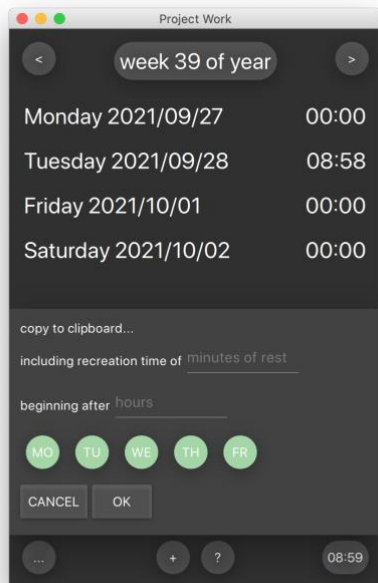 Project Work
< week 39 of year >
Monday 2021/09/27 00:00
Tuesday 2021/09/28 08:58
Friday 2021/10/01 00:00
Saturday 2021/10/02 00:00
copy to clipboard...
including recreation time of minutes of rest
beginning after hours
MO TU WE TH FR
CANCEL OK
... + ? 08:59